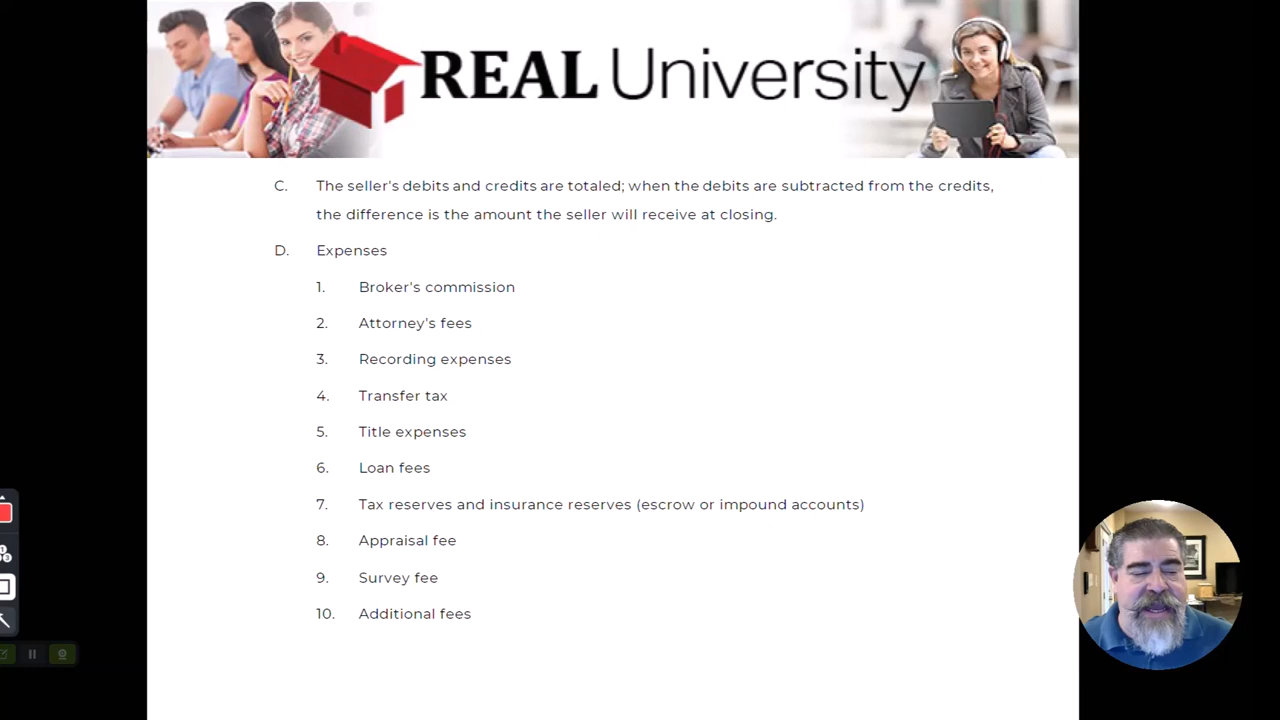 REAL University
C. The seller's debits and credits are totaled; when the debits are subtracted from the credits,
the difference is the amount the seller will receive at closing.
D. Expenses
1. Broker's commission
2. Attorney's fees
3. Recording expenses
4. Transfer tax
5. Title expenses
6. Loan fees
7. Tax reserves and insurance reserves (escrow or impound accounts)
8. Appraisal fee
9. Survey fee
10. Additional fees